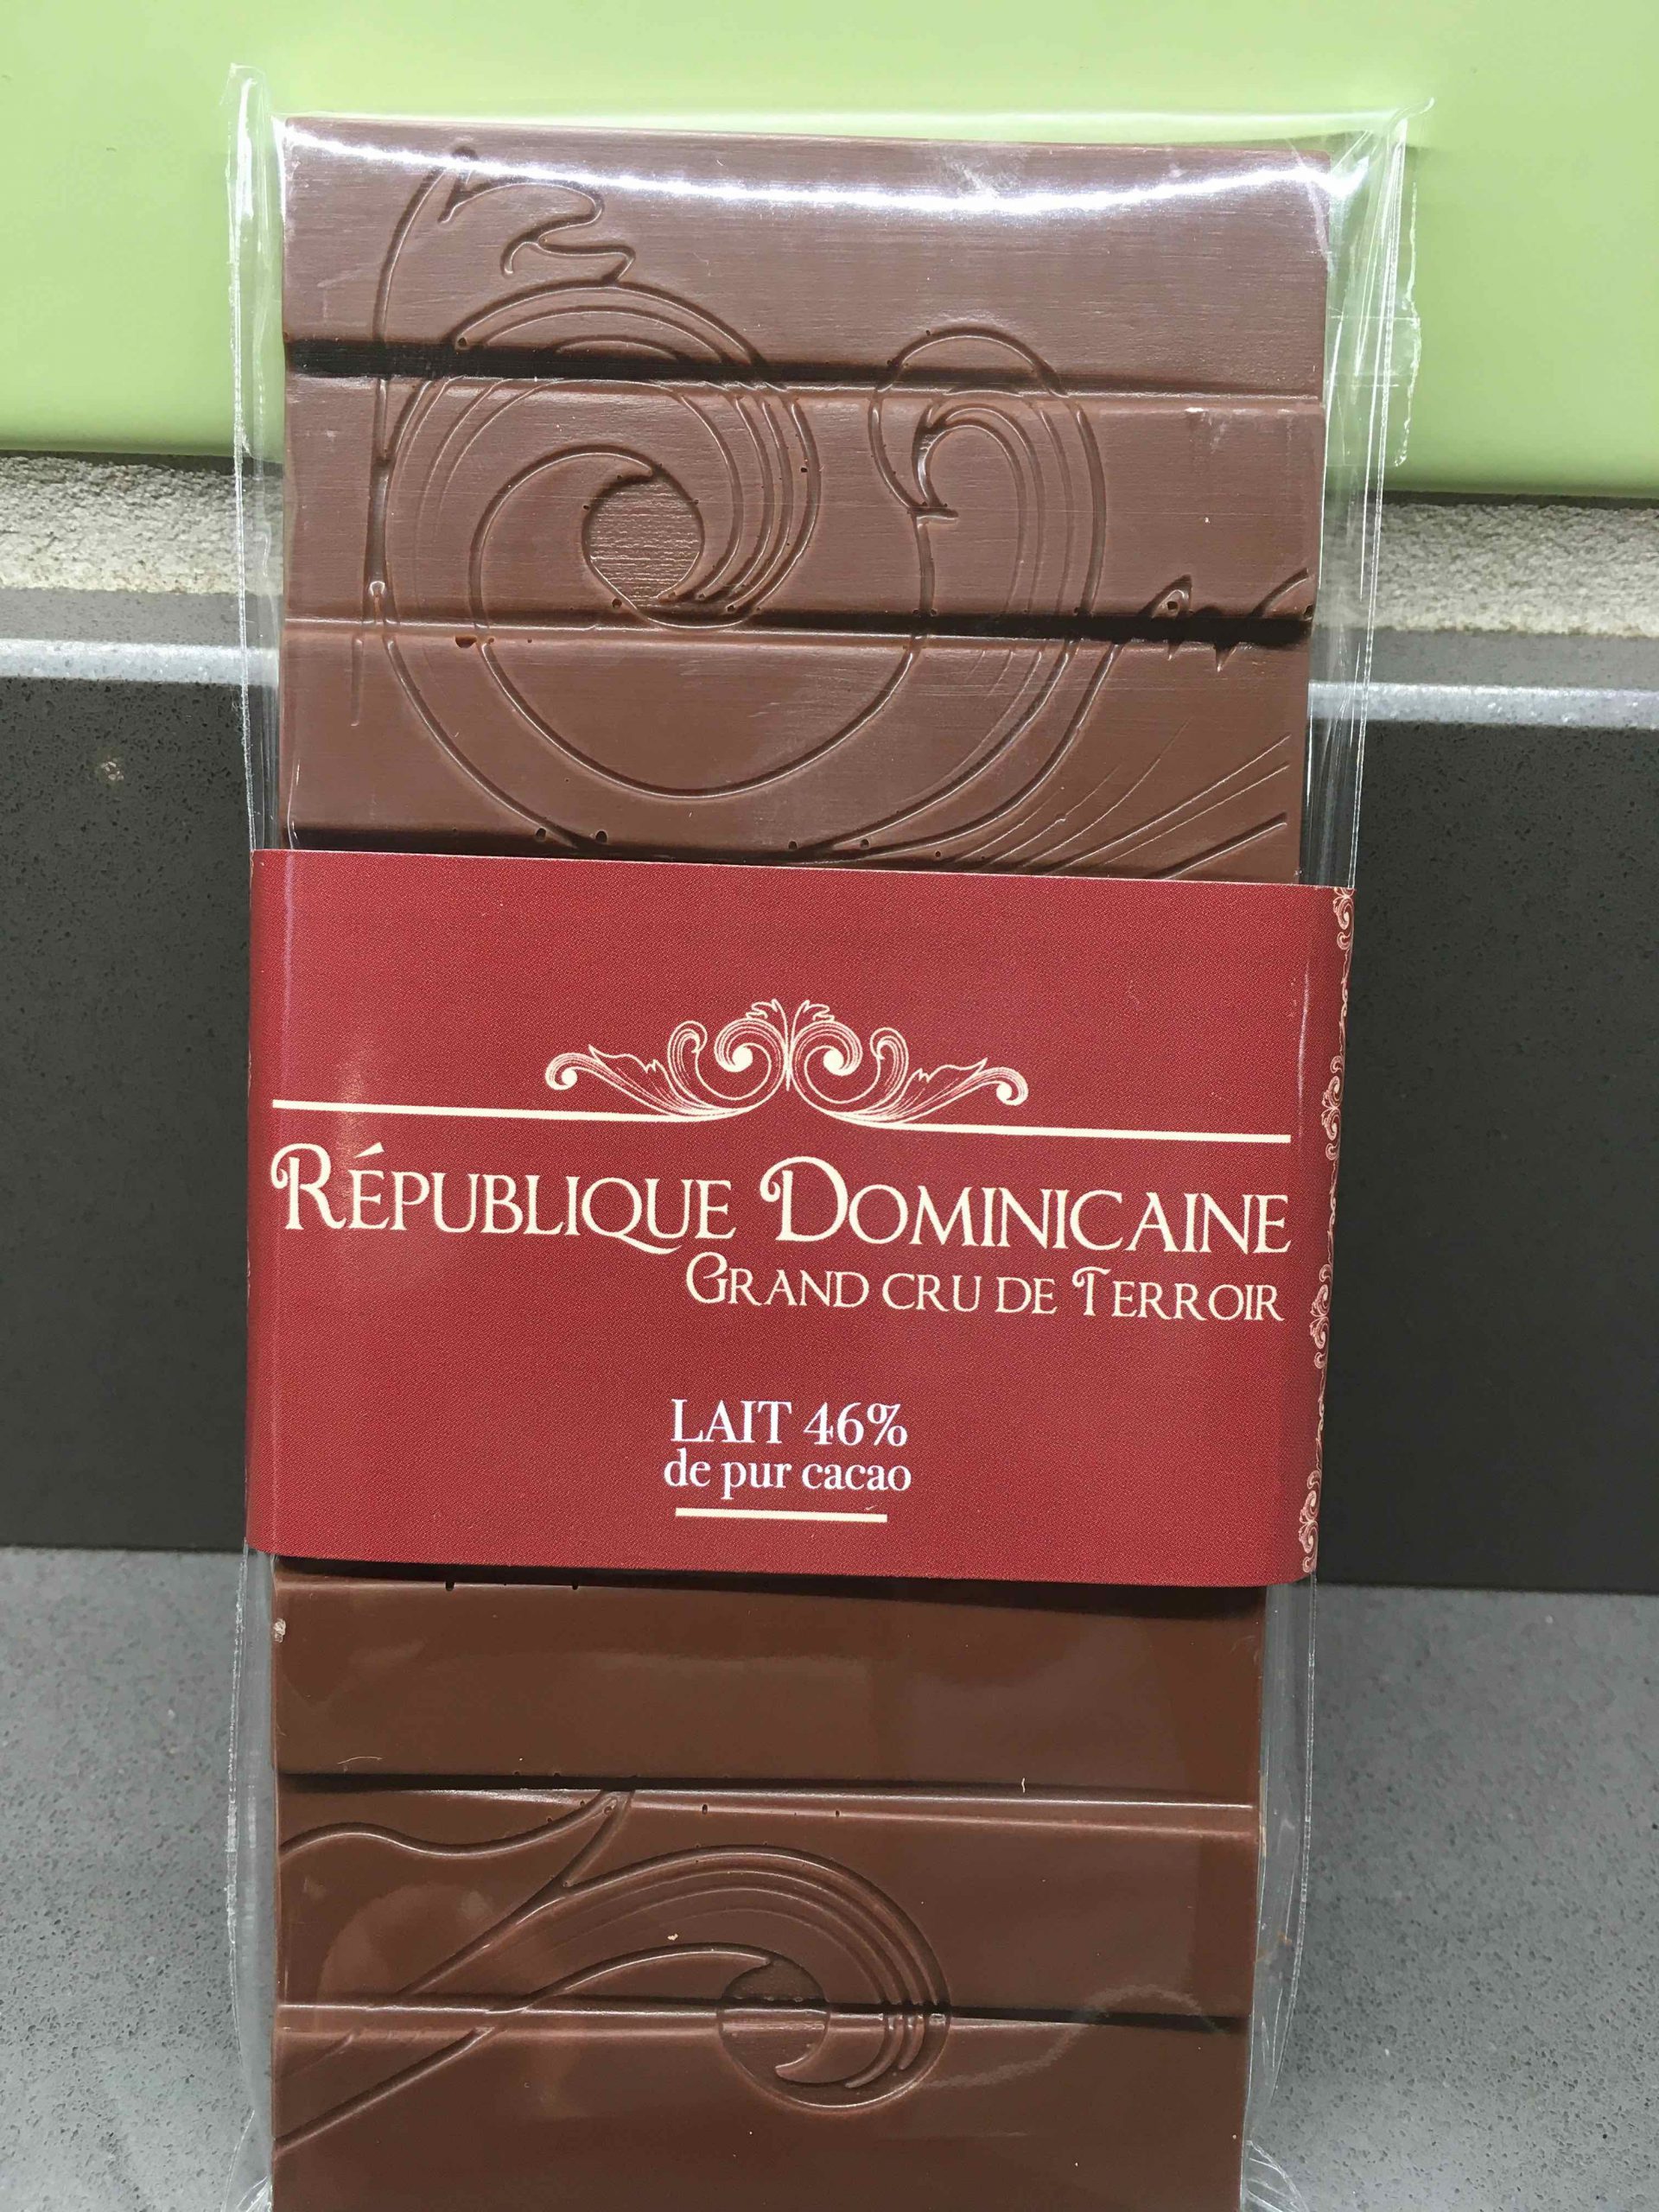 RÉPUBLIQUE DOMINICAINE
GRAND CRU DE TERROIR
LAIT 46%
de pur cacao